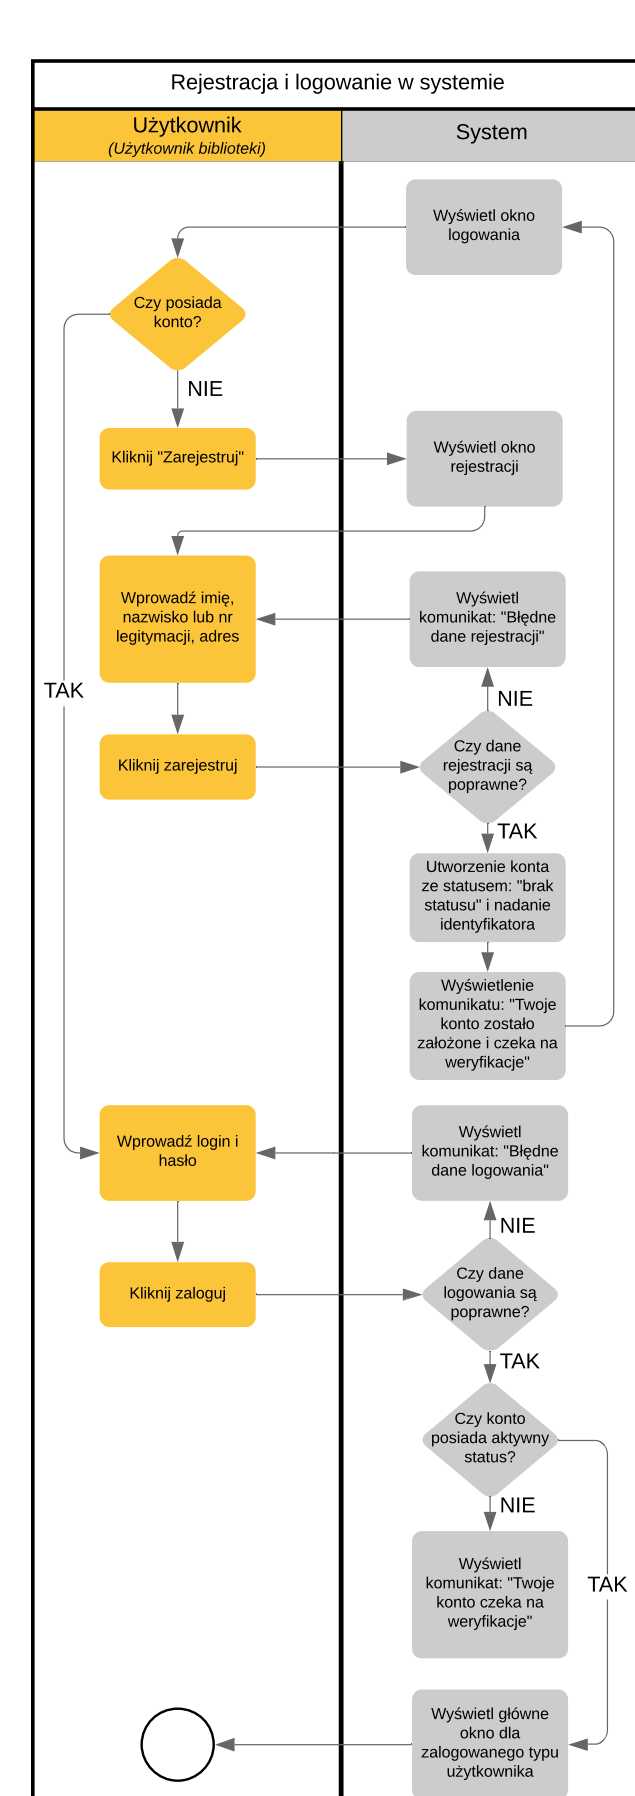 Rejestracja i logowanie w systemie
Użytkownik
(Użytkownik biblioteki)
System
Wyświetl okno
logowania
Czy posiada
konto?
NIE
Kliknij "Zarejestruj"
Wyświetl okno
rejestracji
Wprowadź imię,
nazwisko lub nr
legitymacji, adres
Wyświetl
komunikat: "Błędne
dane rejestracji"
TAK
NIE
Kliknij zarejestruj
Czy dane
rejestracji są
poprawne?
TAK
Utworzenie konta
ze statusem: "brak
statusu" i nadanie
identyfikatora
Wyświetlenie
komunikatu: "Twoje
konto zostało
założone i czeka na
weryfikacje"
Wprowadź login i
hasło
Wyświetl
komunikat: "Błędne
dane logowania"
NIE
Kliknij zaloguj
Czy dane
logowania są
poprawne?
TAK
Czy konto
posiada aktywny
status?
NIE
Wyświetl
komunikat: "Twoje
konto czeka na
weryfikacje"
TAK
Wyświetl główne
okno dla
zalogowanego typu
użytkownika